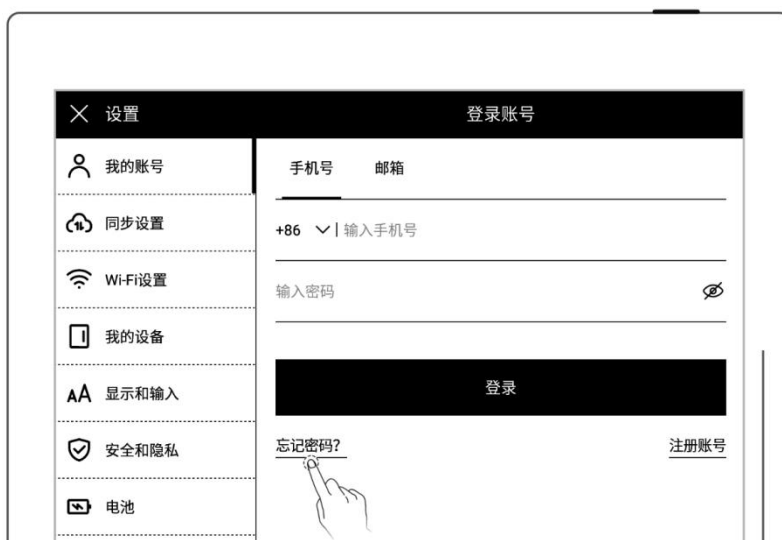 设置
登录账号
我的账号
同步设置
Wi-Fi设置
我的设备
AA 显示和输入
安全和隐私
电池
手机号 邮箱
+86 输入手机号
输入密码
登录
忘记密码?
注册账号